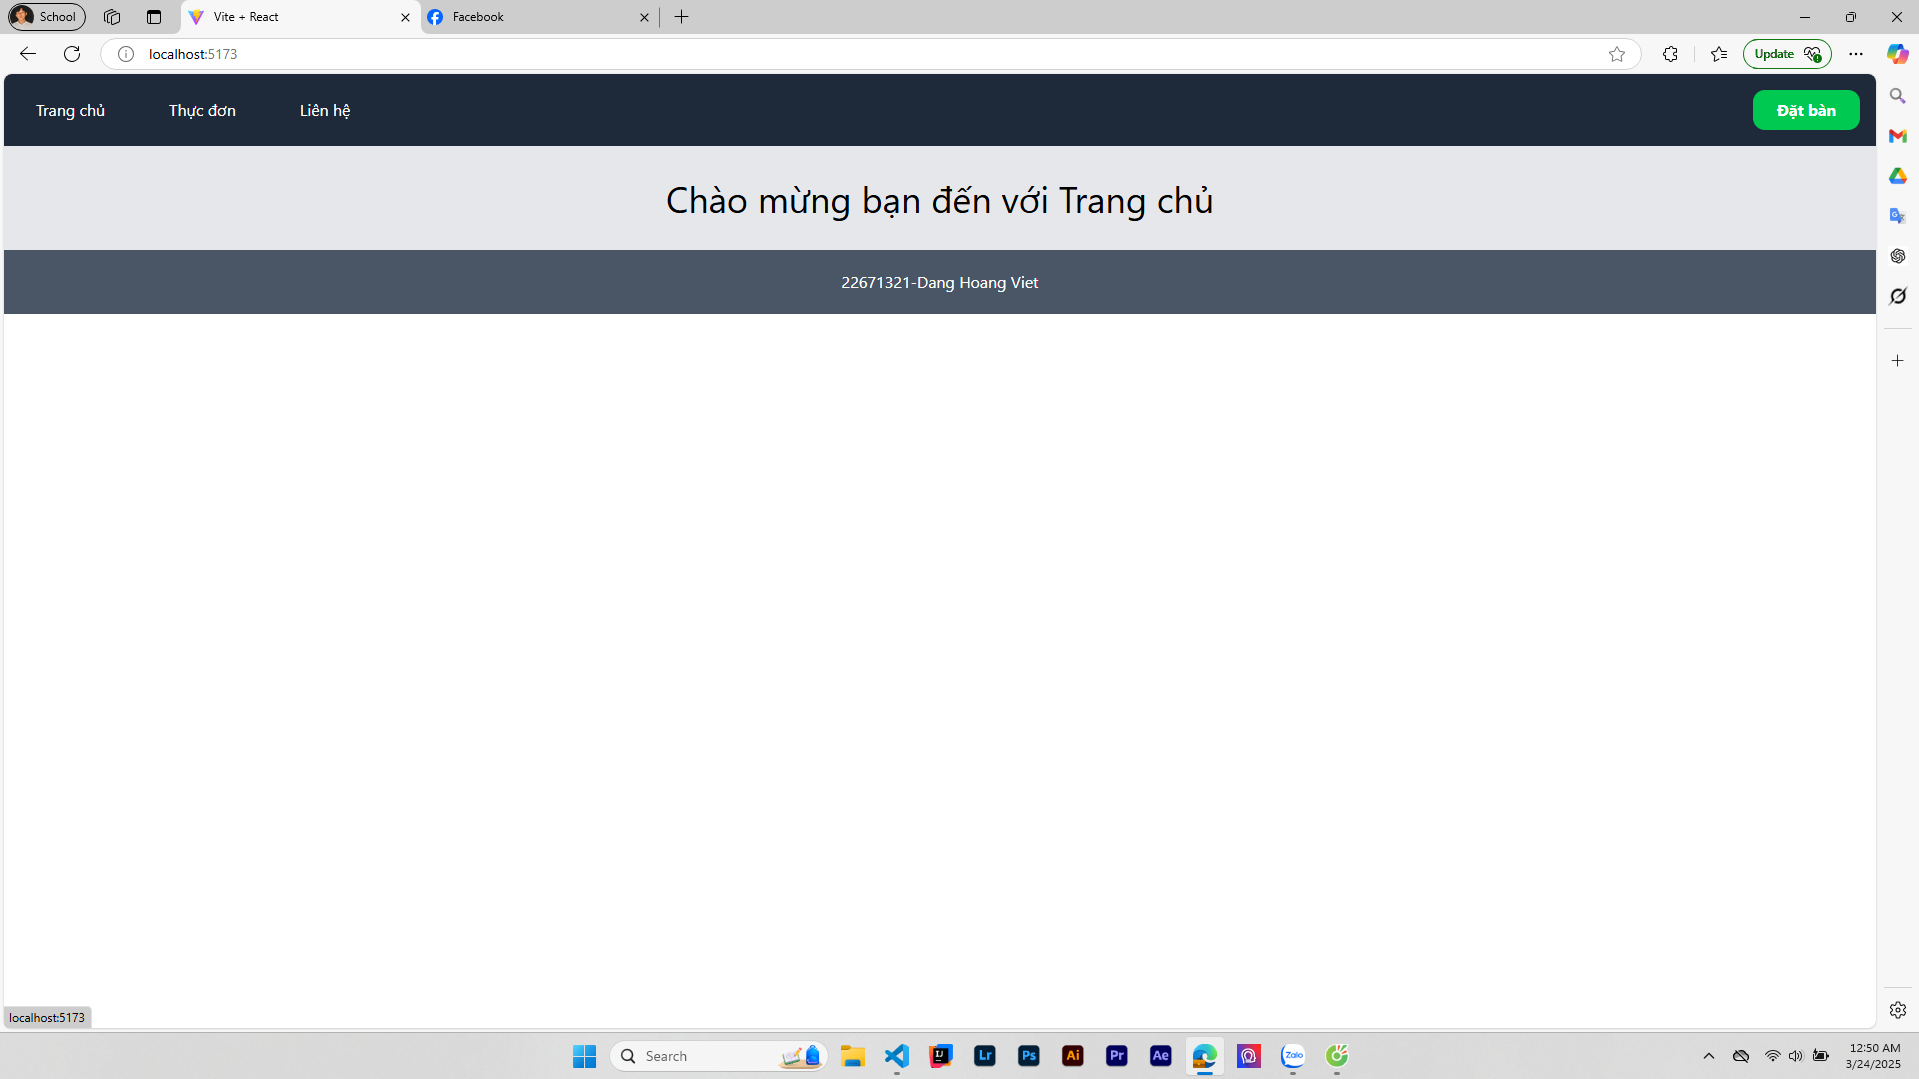 School
Vite + React
Facebook
localhost:5173
Update
Trang chủ
Thực đơn
Liên hệ
Đặt bàn
Chào mừng bạn đến với Trang chủ
22671321-Dang Hoang Viet
localhost:5173
Search
IJ
Lr
Ps
Ai
Pr
Ae
Zalo
12:50 AM
3/24/2025